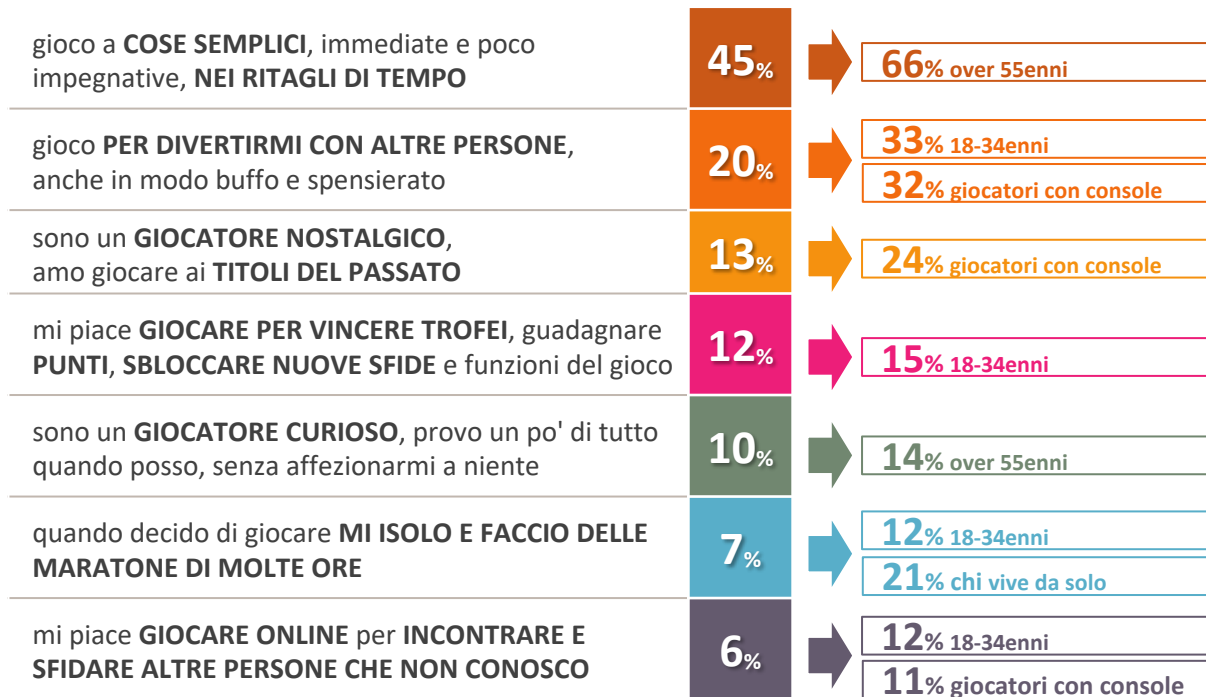 gioco a COSE SEMPLICI, immediate e poco
impegnative, NEI RITAGLI DI TEMPO
45%
66% over 55enni
gioco PER DIVERTIRMI CON ALTRE PERSONE,
anche in modo buffo e spensierato
20%
33% 18-34enni
32% giocatori con console
sono un GIOCATORE NOSTALGICO,
amo giocare ai TITOLI DEL PASSATO
13%
24% giocatori con console
mi piace GIOCARE PER VINCERE TROFEI, guadagnare
PUNTI, SBLOCCARE NUOVE SFIDE e funzioni del gioco
12%
15% 18-34enni
sono un GIOCATORE CURIOSO, provo un po' di tutto
quando posso, senza affezionarmi a niente
10%
14% over 55enni
quando decido di giocare MI ISOLO E FACCIO DELLE
MARATONE DI MOLTE ORE
7%
12% 18-34enni
21% chi vive da solo
mi piace GIOCARE ONLINE per INCONTRARE E
SFIDARE ALTRE PERSONE CHE NON CONOSCO
6%
12% 18-34enni
11% giocatori con console